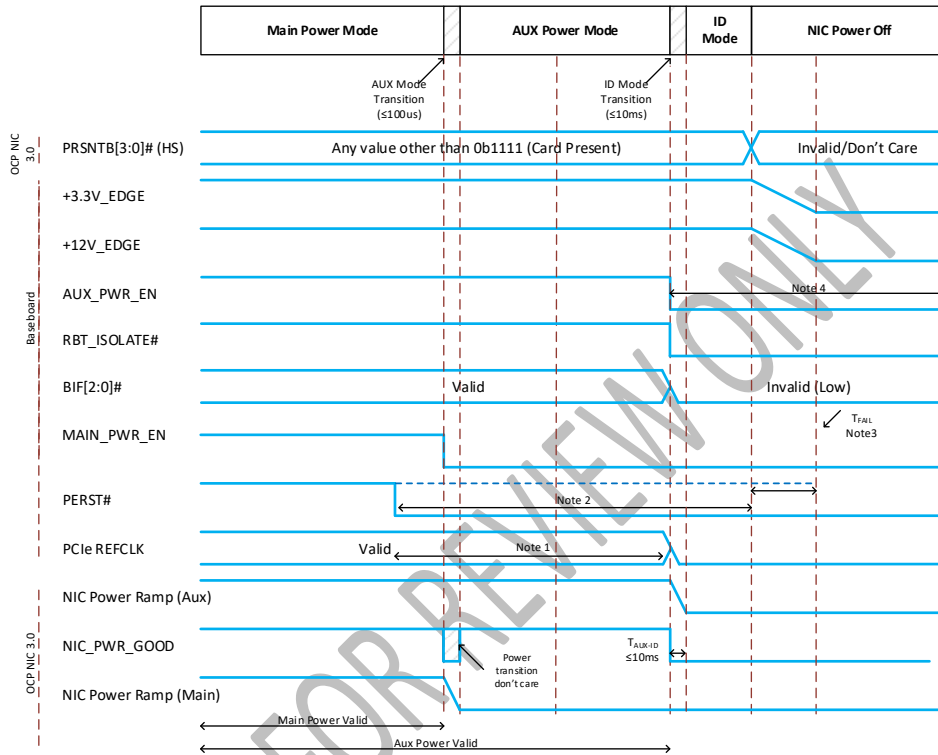 Main Power Mode
AUX Power Mode
ID
Mode
NIC Power Off
AUX Mode
Transition
(≤100us)
ID Mode
Transition
(≤10ms)
OCP NIC
3.0
PRSNTB[3:0]# (HS)
Any value other than 0b1111 (Card Present)
Invalid/Don’t Care
+3.3V_EDGE
+12V_EDGE
Baseboard
AUX_PWR_EN
Note 4
RBT_ISOLATE#
BIF[2:0]#
Valid
Invalid (Low)
MAIN_PWR_EN
TFAIL
Note3
PERST#
Note 2
PCIe REFCLK
Valid
Note 1
OCP NIC 3.0
NIC Power Ramp (Aux)
NIC_PWR_GOOD
Power
transition
don’t care
TAUX-ID
≤10ms
NIC Power Ramp (Main)
Main Power Valid
Aux Power Valid
FOR REVIEW ONLY